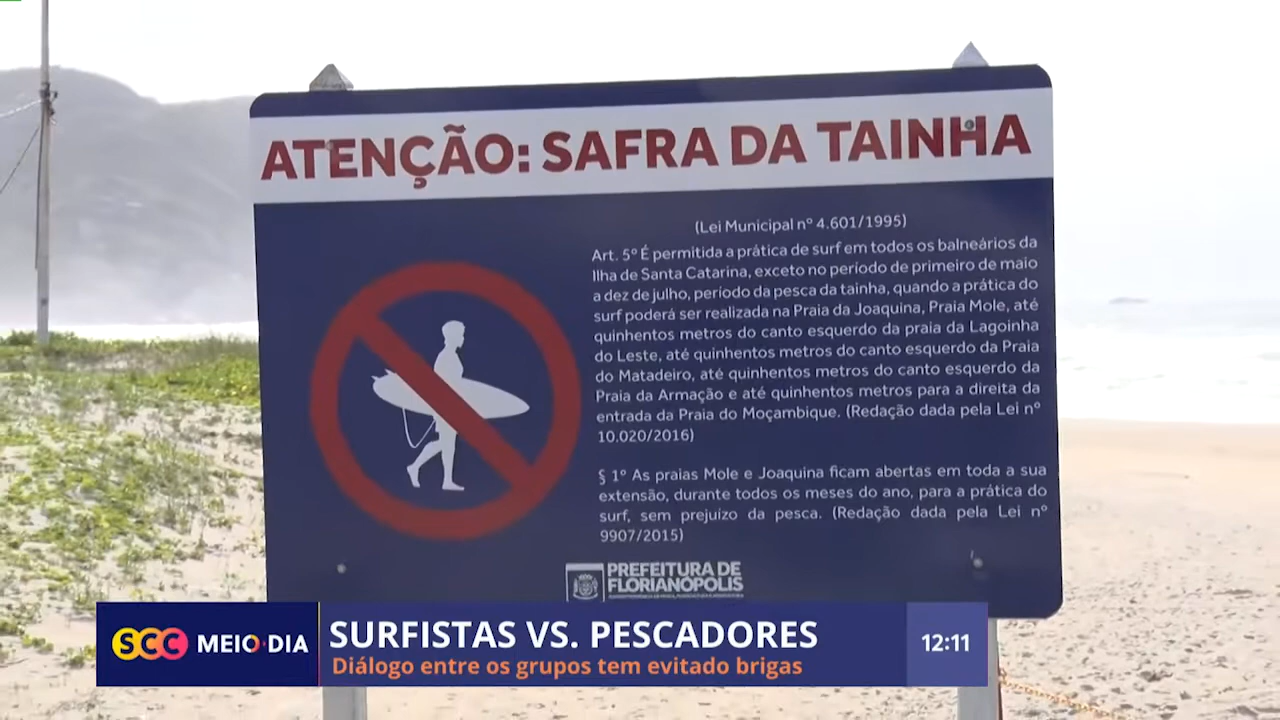 ATENÇÃO: SAFRA DA TAINHA
(Lei Municipal nº 4.601/1995)
Art. 5º É permitida a prática de surf em todos os balneários da
Ilha de Santa Catarina, exceto no período de primeiro de maio
a dez de julho, período da pesca da tainha, quando a prática do
surf poderá ser realizada na Praia da Joaquina, Praia Mole, até
quinhentos metros do canto esquerdo da praia da Lagoinha
do Leste, até quinhentos metros do canto esquerdo da Praia
do Matadeiro, até quinhentos metros do canto esquerdo da
Praia da Armação e até quinhentos metros para a direita da
entrada da Praia do Moçambique. (Redação dada pela Lei nº
10.020/2016)
§ 1º As praias Mole e Joaquina ficam abertas em toda a sua
extensão, durante todos os meses do ano, para a prática do
surf, sem prejuizo da pesca. (Redação dada pela Lei nº
9907/2015)
PREFEITURA DE
FLORIANÓPOLIS
SCC MEIO-DIA
SURFISTAS VS. PESCADORES
Diálogo entre os grupos tem evitado brigas
12:11